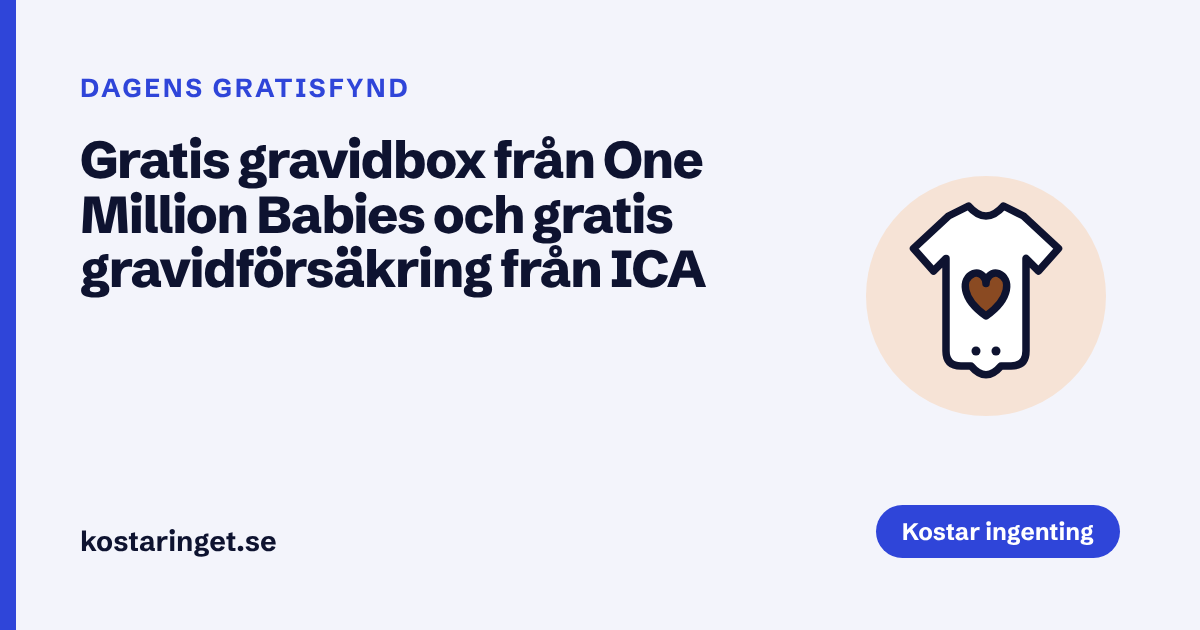 DAGENS GRATISFYND
Gratis gravidbox från One
Million Babies och gratis
gravidförsäkring från ICA
kostaringet.se
Kostar ingenting